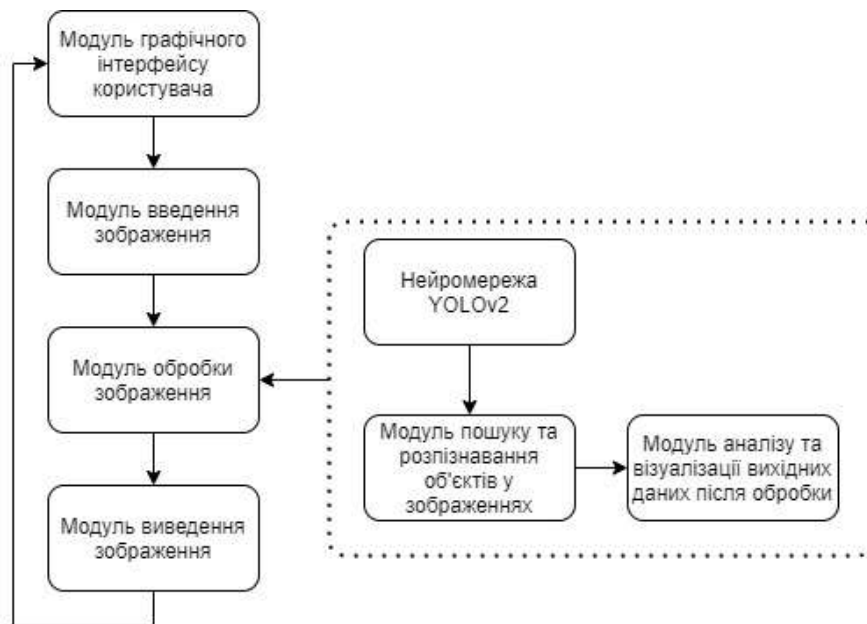 Модуль графічного
інтерфейсу
користувача
Модуль введення
зображення
Модуль обробки
зображення
Модуль виведення
зображення
Нейромережа
YOLOv2
Модуль пошуку та
розпізнавання
об'єктів у
зображеннях
Модуль аналізу та
візуалізації вихідних
даних після обробки